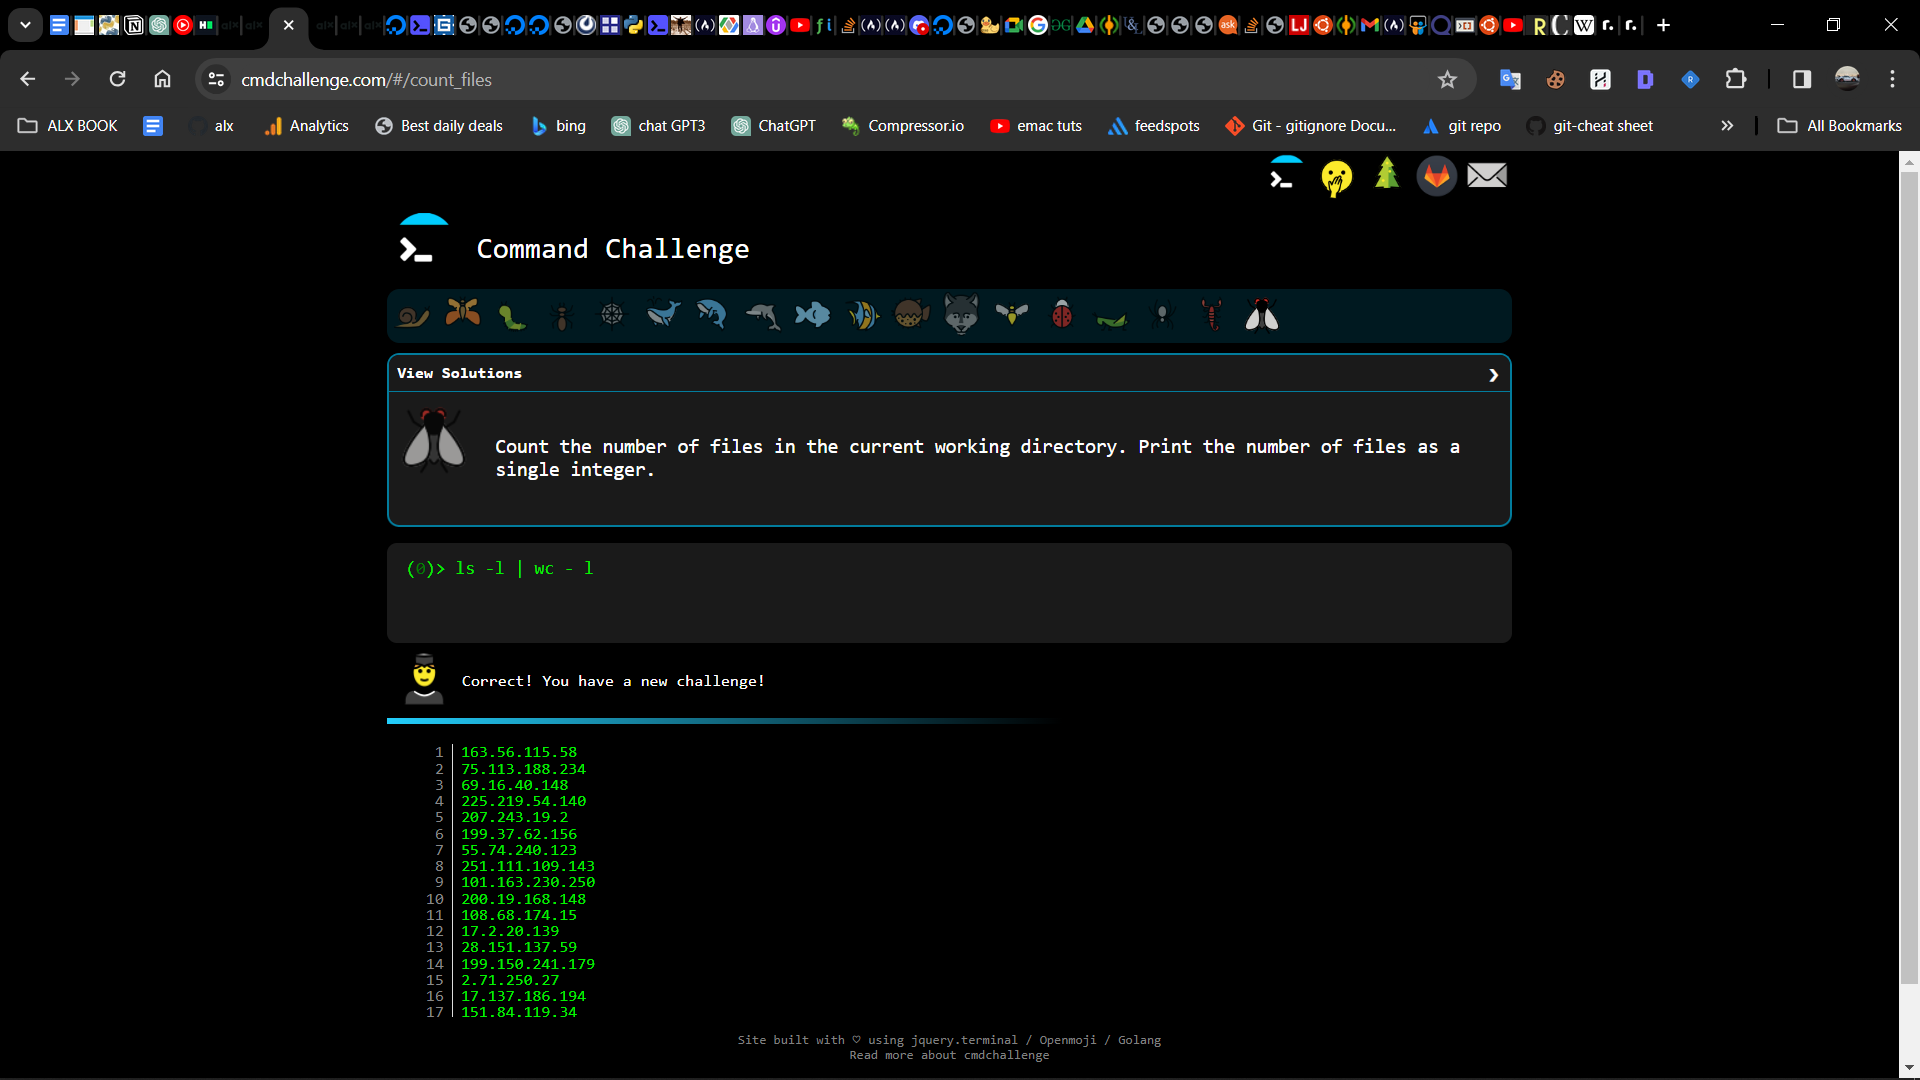 cmdchallenge.com/#/count_files
ALX BOOK alx Analytics Best daily deals bing chat GPT3 ChatGPT Compressor.io emac tuts feedspots Git - gitignore Docu... git repo git-cheat sheet » All Bookmarks
Command Challenge
View Solutions
Count the number of files in the current working directory. Print the number of files as a
single integer.
(0)> ls -l | wc - l
Correct! You have a new challenge!
1 163.56.115.58
2 75.113.188.234
3 69.16.40.148
4 225.219.54.140
5 207.243.19.2
6 199.37.62.156
7 55.74.240.123
8 251.111.109.143
9 101.163.230.250
10 200.19.168.148
11 108.68.174.15
12 17.2.20.139
13 28.151.137.59
14 199.150.241.179
15 2.71.250.27
16 17.137.186.194
17 151.84.119.34
Site built with ♡ using jquery.terminal / Openmoji / Golang
Read more about cmdchallenge